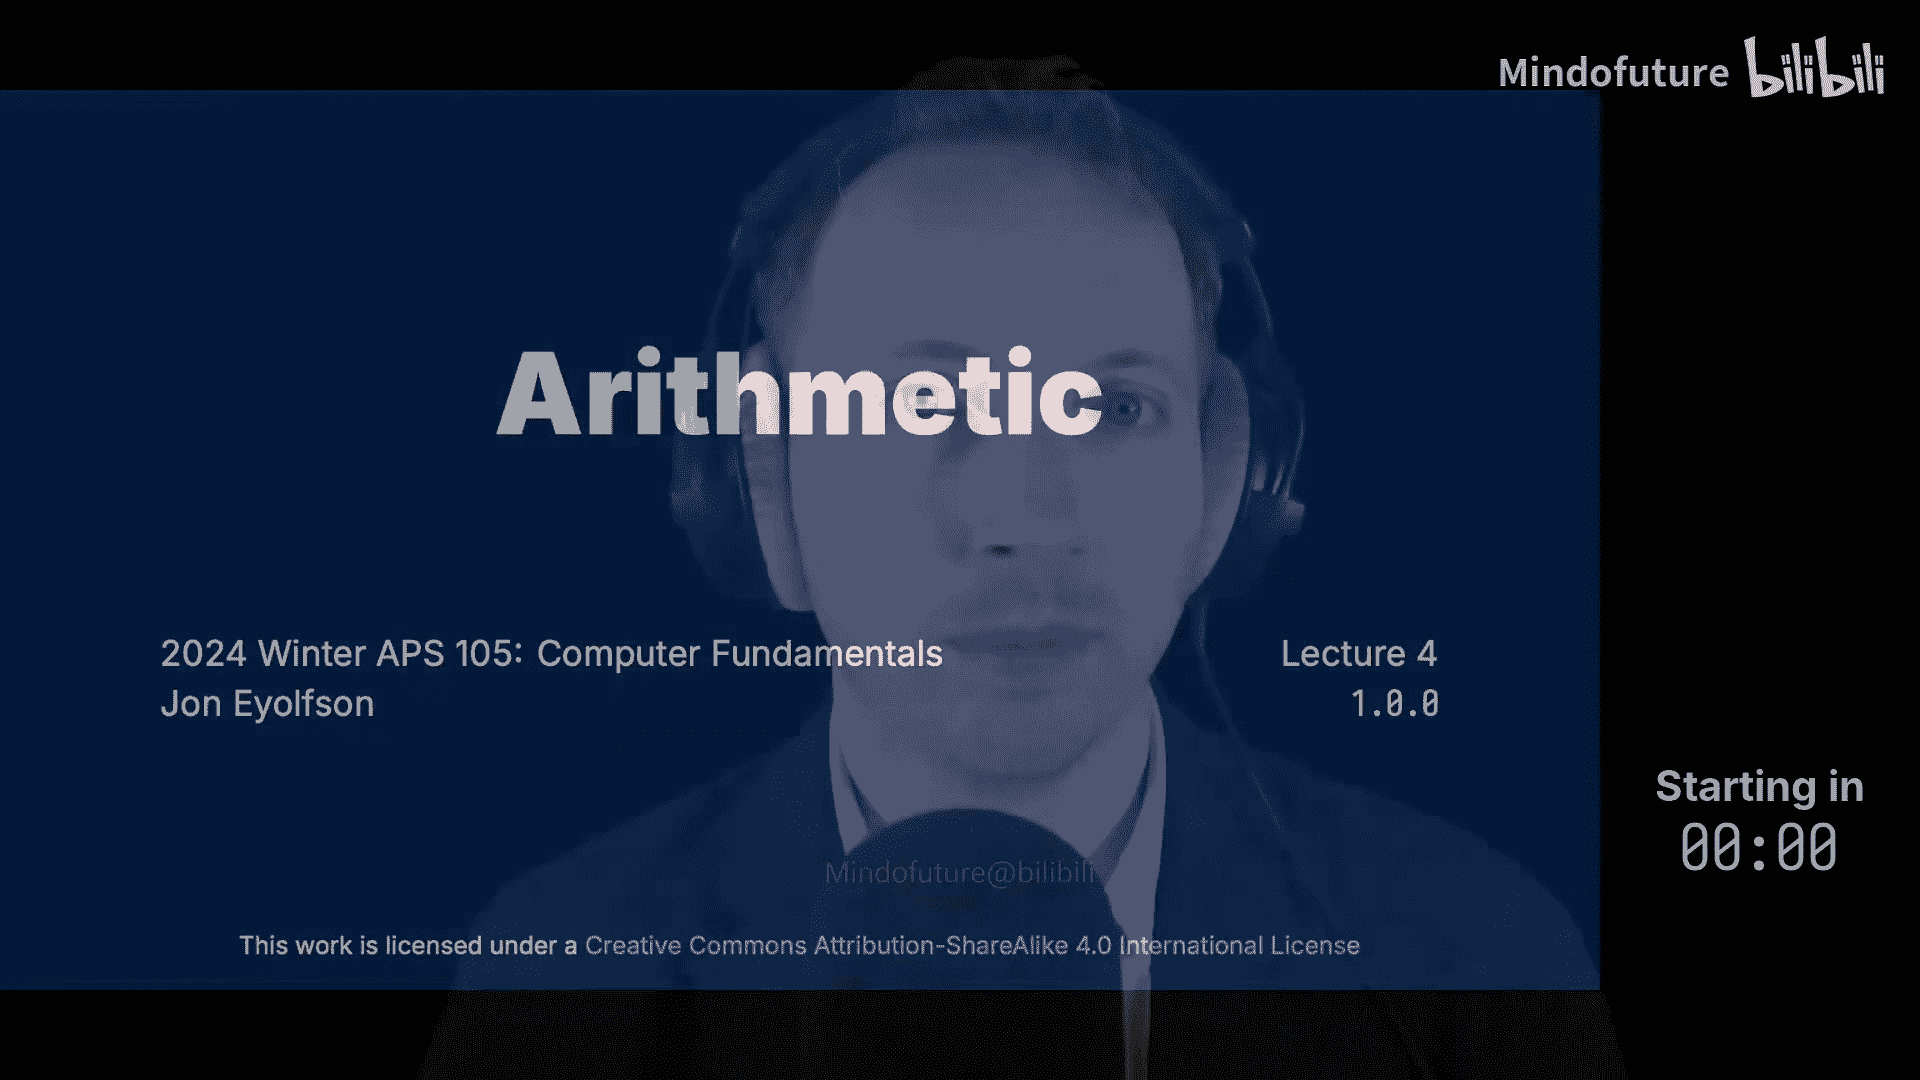 Mindofuture bilibili
Arithmetic
2024 Winter APS 105: Computer Fundamentals
Lecture 4
Jon Eyolfson
1.0.0
Starting in
00:00
Mindofuture@bilibili
This work is licensed under a Creative Commons Attribution-ShareAlike 4.0 International License